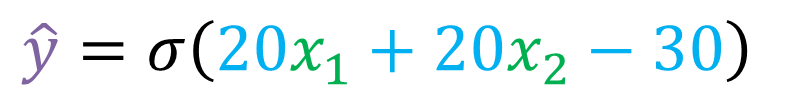 ŷ = σ(20x₁ + 20x₂ − 30)